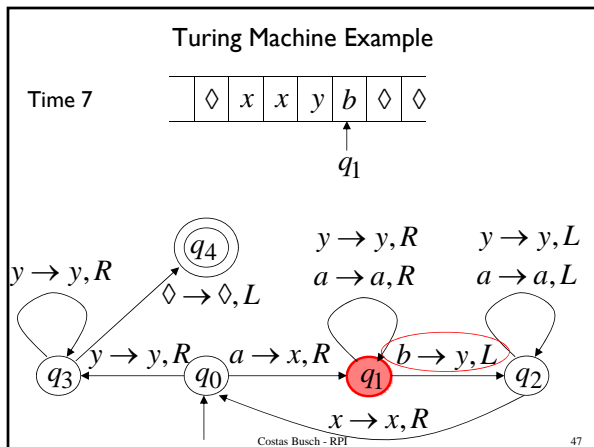 Turing Machine Example
Time 7
◊ x x y b ◊ ◊
q₁
y → y, R
a → a, R
y → y, L
a → a, L
y → y, R
q₄
◊ → ◊, L
y → y, R
a → x, R
b → y, L
q₃
q₀
q₁
q₂
x → x, R
Costas Busch - RPI
47